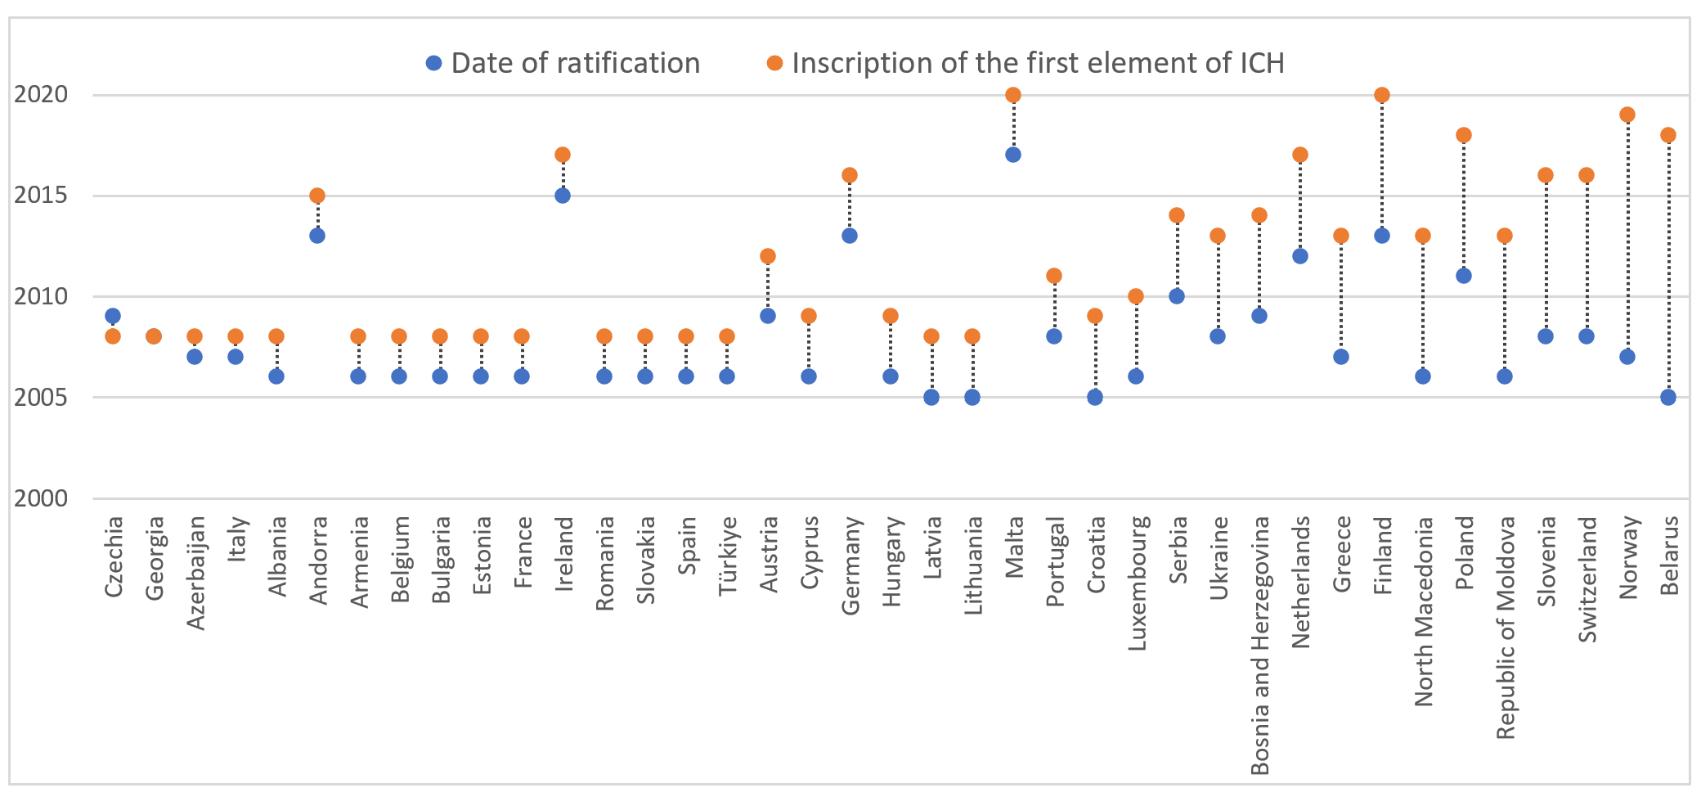 Date of ratification
Inscription of the first element of ICH
2020
2015
2010
2005
2000
Czechia
Georgia
Azerbaijan
Italy
Albania
Andorra
Armenia
Belgium
Bulgaria
Estonia
France
Ireland
Romania
Slovakia
Spain
Türkiye
Austria
Cyprus
Germany
Hungary
Latvia
Lithuania
Malta
Portugal
Croatia
Luxembourg
Serbia
Ukraine
Bosnia and Herzegovina
Netherlands
Greece
Finland
North Macedonia
Poland
Republic of Moldova
Slovenia
Switzerland
Norway
Belarus